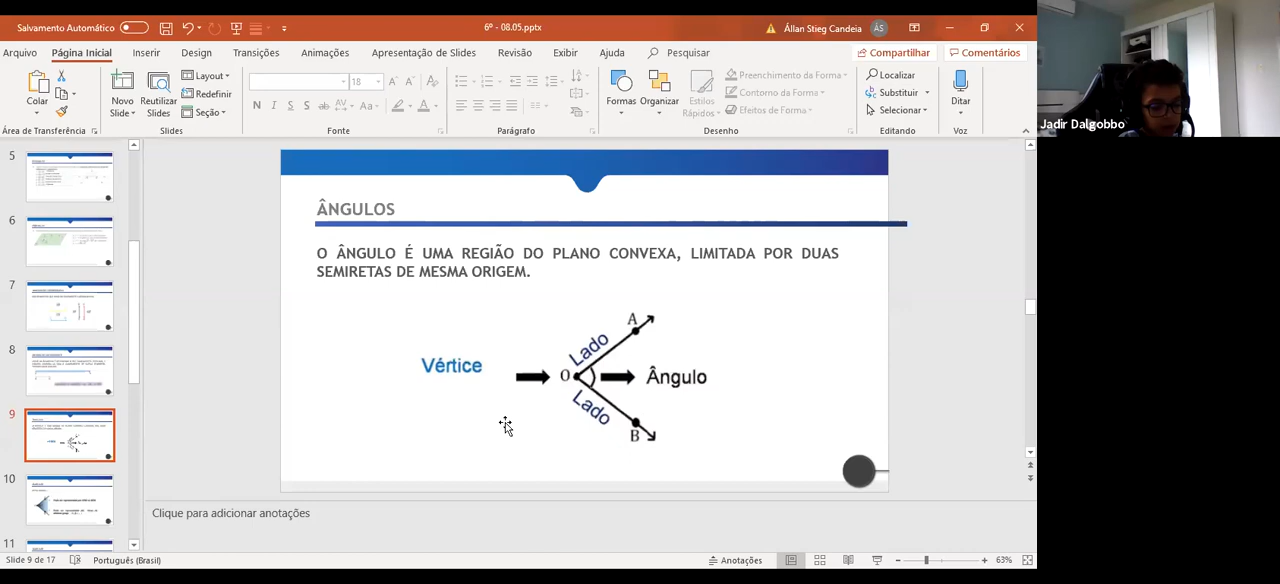 Salvamento Automático
6º - 08.05.pptx
Állan Stieg Candeia
ÁS
Arquivo
Página Inicial
Inserir
Design
Transições
Animações
Apresentação de Slides
Revisão
Exibir
Ajuda
Pesquisar
Compartilhar
Comentários
Colar
Novo
Slide
Reutilizar
Slides
Layout
Redefinir
Seção
18
N I S S ab AV Aa A
Formas
Organizar
Estilos
Rápidos
Preenchimento da Forma
Contorno da Forma
Efeitos de Forma
Localizar
Substituir
Selecionar
Ditar
Área de Transferência
Slides
Fonte
Parágrafo
Desenho
Editando
Voz
Jadir Dalgobbo
5
6
7
8
9
10
11
ÂNGULOS
O ÂNGULO É UMA REGIÃO DO PLANO CONVEXA, LIMITADA POR DUAS
SEMIRETAS DE MESMA ORIGEM.
A
Lado
Vértice
O
Ângulo
Lado
B
Clique para adicionar anotações
Slide 9 de 17
Português (Brasil)
Anotações
63%